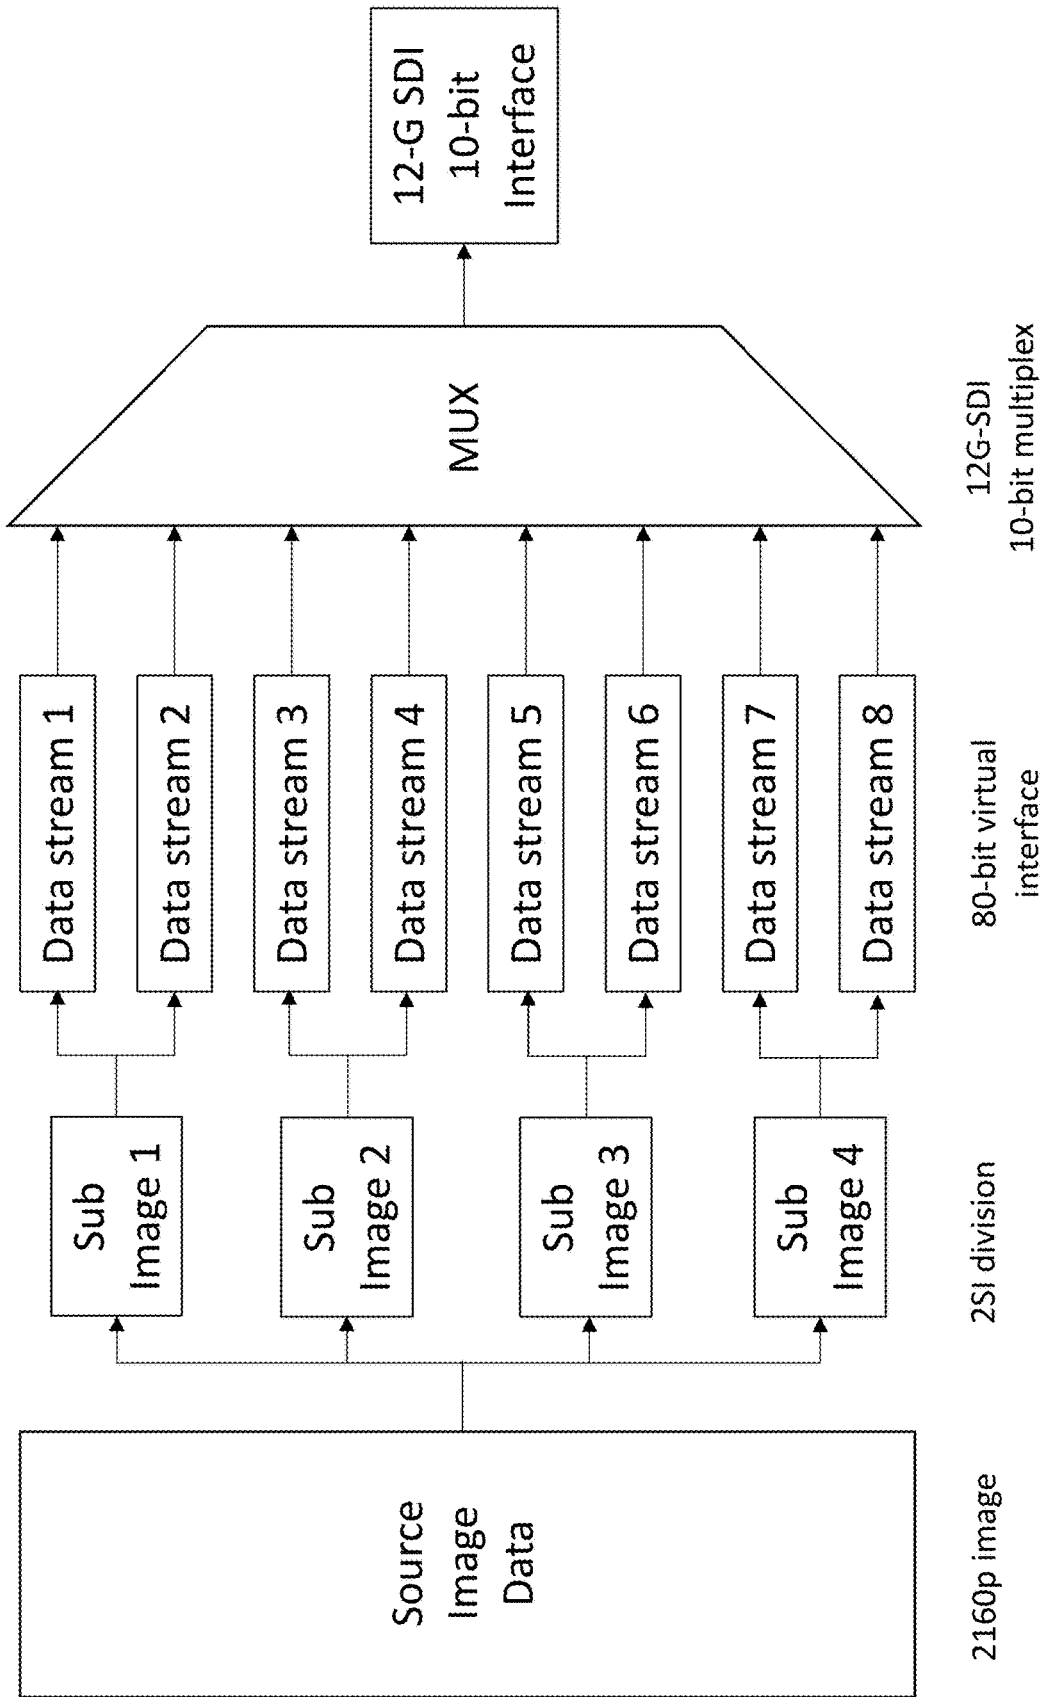 Source
Image
Data
Sub
Image 1
Sub
Image 2
Sub
Image 3
Sub
Image 4
Data stream 1
Data stream 2
Data stream 3
Data stream 4
Data stream 5
Data stream 6
Data stream 7
Data stream 8
MUX
12-G SDI
10-bit
Interface
2160p image
2SI division
80-bit virtual
interface
12G-SDI
10-bit multiplex